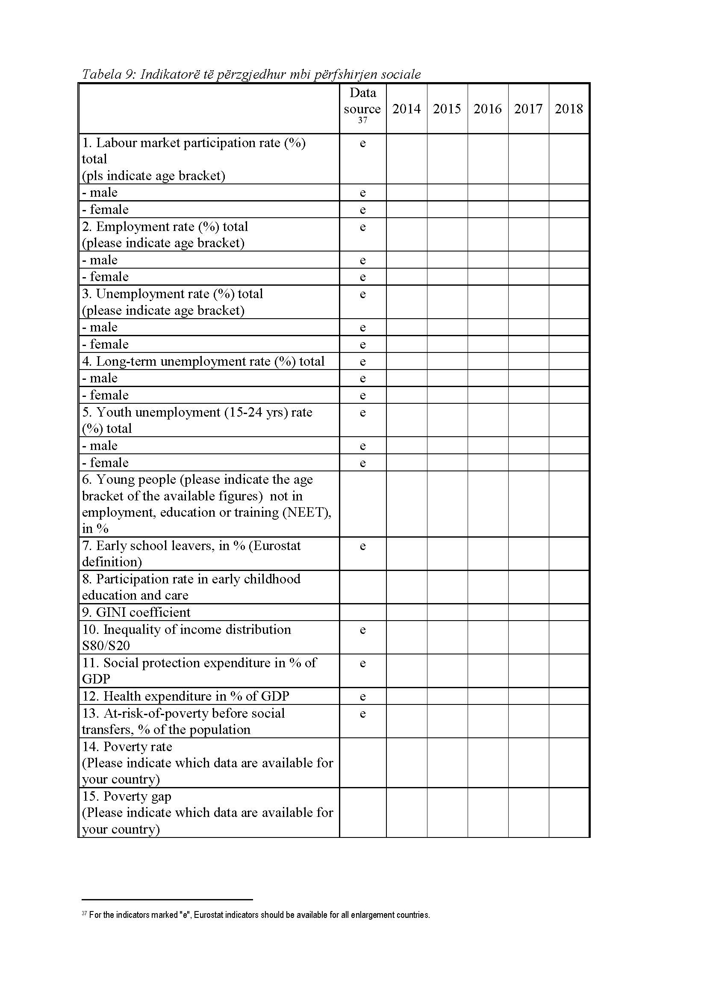 Tabela 9: Indikatorë të përzgjedhur mbi përfshirjen sociale
Data
source 2014 2015 2016 2017 2018
37
1. Labour market participation rate (%) e
total
(pls indicate age bracket)
- male e
- female e
2. Employment rate (%) total e
(please indicate age bracket)
- male e
- female e
3. Unemployment rate (%) total e
(please indicate age bracket)
- male e
- female e
4. Long-term unemployment rate (%) total e
- male e
- female e
5. Youth unemployment (15-24 yrs) rate e
(%) total
- male e
- female e
6. Young people (please indicate the age
bracket of the available figures) not in
employment, education or training (NEET),
in %
7. Early school leavers, in % (Eurostat e
definition)
8. Participation rate in early childhood
education and care
9. GINI coefficient
10. Inequality of income distribution e
S80/S20
11. Social protection expenditure in % of e
GDP
12. Health expenditure in % of GDP e
13. At-risk-of-poverty before social e
transfers, % of the population
14. Poverty rate
(Please indicate which data are available for
your country)
15. Poverty gap
(Please indicate which data are available for
your country)
37 For the indicators marked "e", Eurostat indicators should be available for all enlargement countries.